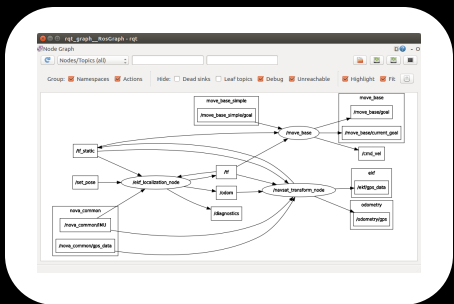 rqt_graph__RosGraph - rqt
Node Graph
Nodes/Topics (all)
Group: Namespaces Actions Hide: Dead sinks Leaf topics Debug Unreachable Highlight Fit
move_base_simple
/move_base_simple/goal
move_base
/move_base/goal
/move_base
/move_base/current_goal
/tf_static
/cmd_vel
/tf
ekf
/set_pose
/ekf_localization_node
/ekf/gps_data
/odom
/navsat_transform_node
odometry
nova_common
/diagnostics
/odometry/gps
/nova_common/IMU
/nova_common/gps_data